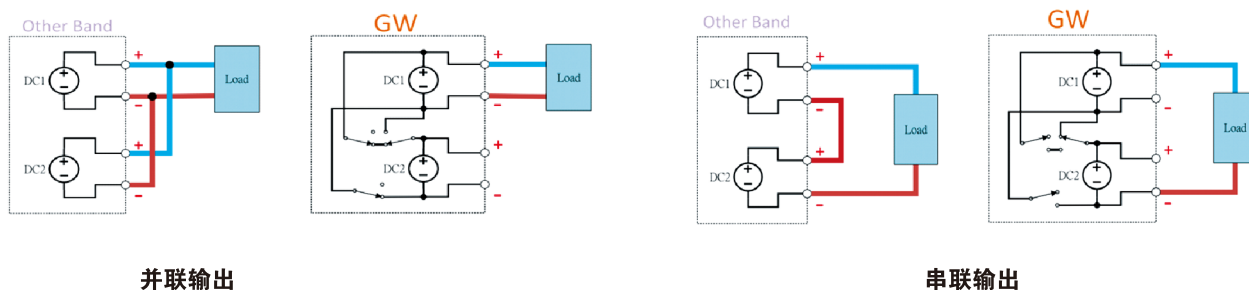 Other Band
+
DC1
−
Load
+
DC2
−
GW
+
DC1
−
Load
+
DC2
−
并联输出
Other Band
+
DC1
−
+
DC2
−
Load
GW
+
DC1
−
+
DC2
−
Load
串联输出